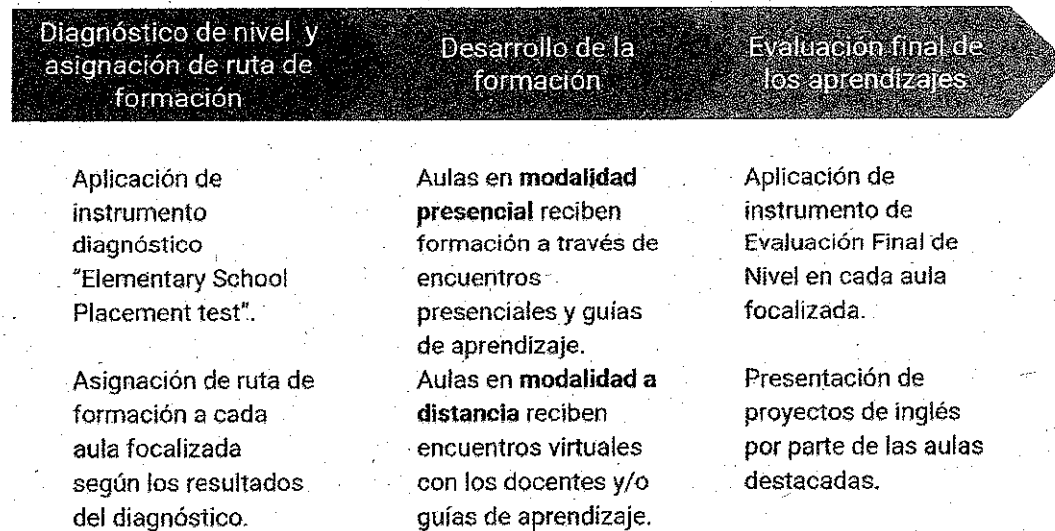 Diagnóstico de nivel y
asignación de ruta de
formación
Desarrollo de la
formación
Evaluación final de
los aprendizajes
Aplicación de
instrumento
diagnóstico
"Elementary School
Placement test".
Asignación de ruta de
formación a cada
aula focalizada
según los resultados
del diagnóstico.
Aulas en modalidad
presencial reciben
formación a través de
encuentros
presenciales y guías
de aprendizaje.
Aulas en modalidad a
distancia reciben
encuentros virtuales
con los docentes y/o
guías de aprendizaje.
Aplicación de
instrumento de
Evaluación Final de
Nivel en cada aula
focalizada.
Presentación de
proyectos de inglés
por parte de las aulas
destacadas.